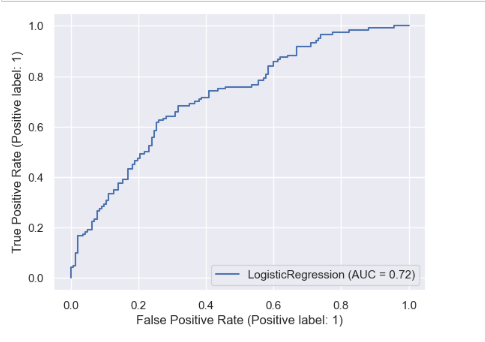 True Positive Rate (Positive label: 1)
1.0
0.8
0.6
0.4
0.2
0.0
LogisticRegression (AUC = 0.72)
0.0 0.2 0.4 0.6 0.8 1.0
False Positive Rate (Positive label: 1)